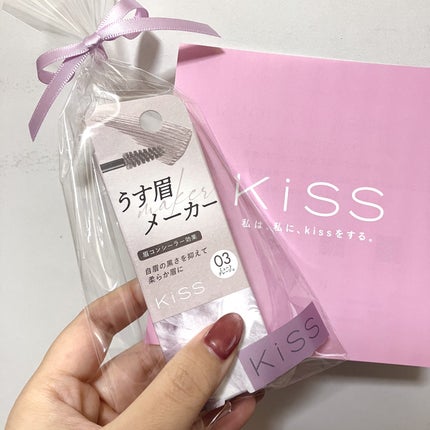 うす眉
maker
メーカー
眉コンシーラー効果
自眉の黒さを抑えて
柔らか眉に
03
KiSS
KiSS
KiSS
私は、私に、kissをする。